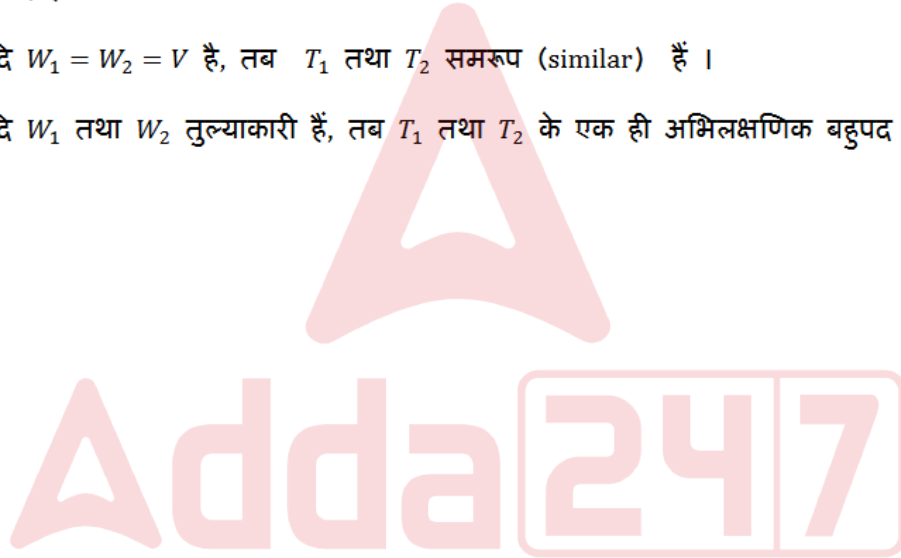 दि W₁ = W₂ = V है, तब T₁ तथा T₂ समरूप (similar) हैं ।
दि W₁ तथा W₂ तुल्याकारी हैं, तब T₁ तथा T₂ के एक ही अभिलक्षणिक बहुपद
Adda247